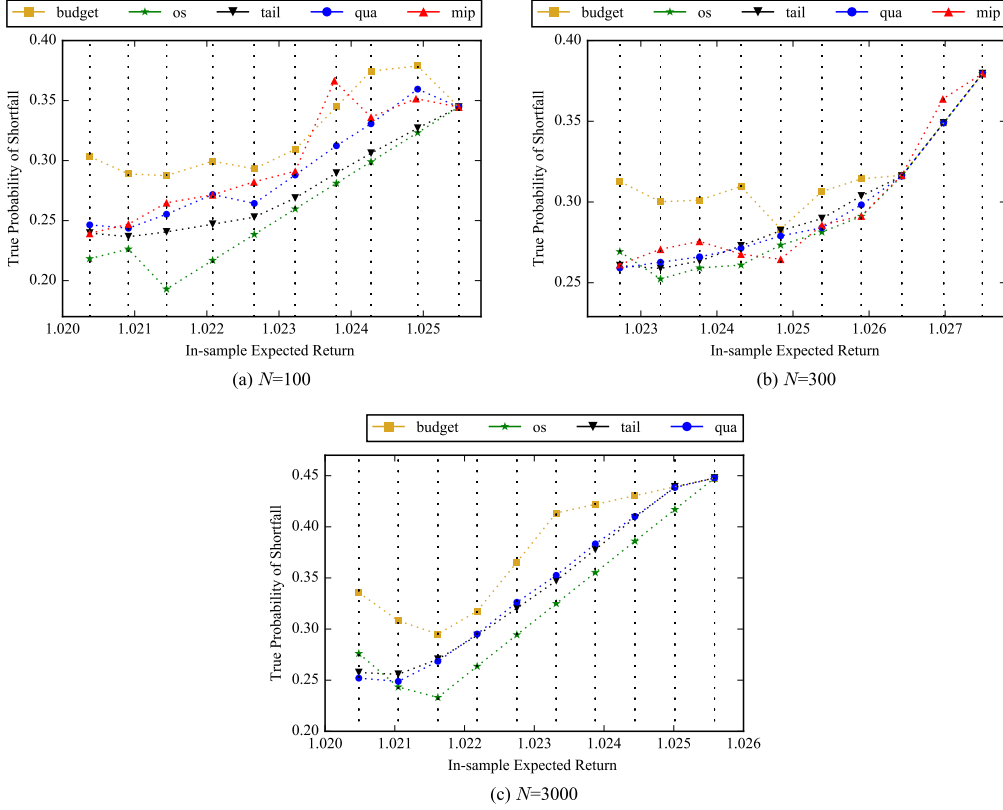 budget os tail qua mip
0.40
0.35
0.30
0.25
0.20
True Probability of Shortfall
1.020 1.021 1.022 1.023 1.024 1.025
In-sample Expected Return
(a) N=100
budget os tail qua mip
0.40
0.35
0.30
0.25
True Probability of Shortfall
1.023 1.024 1.025 1.026 1.027
In-sample Expected Return
(b) N=300
budget os tail qua
0.45
0.40
0.35
0.30
0.25
0.20
True Probability of Shortfall
1.020 1.021 1.022 1.023 1.024 1.025 1.026
In-sample Expected Return
(c) N=3000